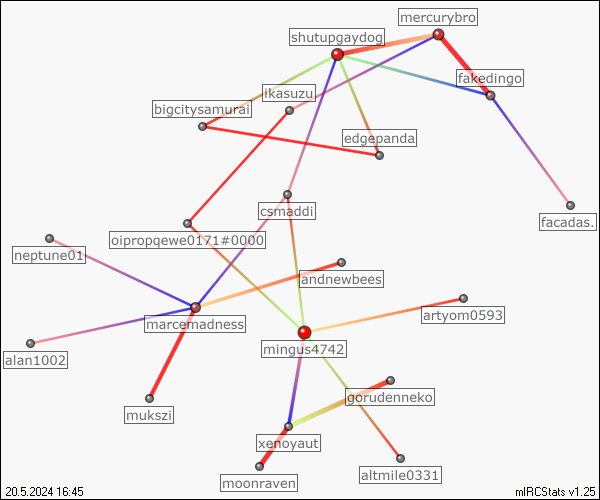 mercurybro
shutupgaydog
fakedingo
ikasuzu
bigcitysamurai
edgepanda
csmaddi
facadas.
oipropqewe0171#0000
neptune01
andnewbees
artyom0593
marcemadness
mingus4742
alan1002
gorudenneko
mukszi
xenoyaut
altmile0331
moonraven
20.5.2024 16:45
mIRCStats v1.25